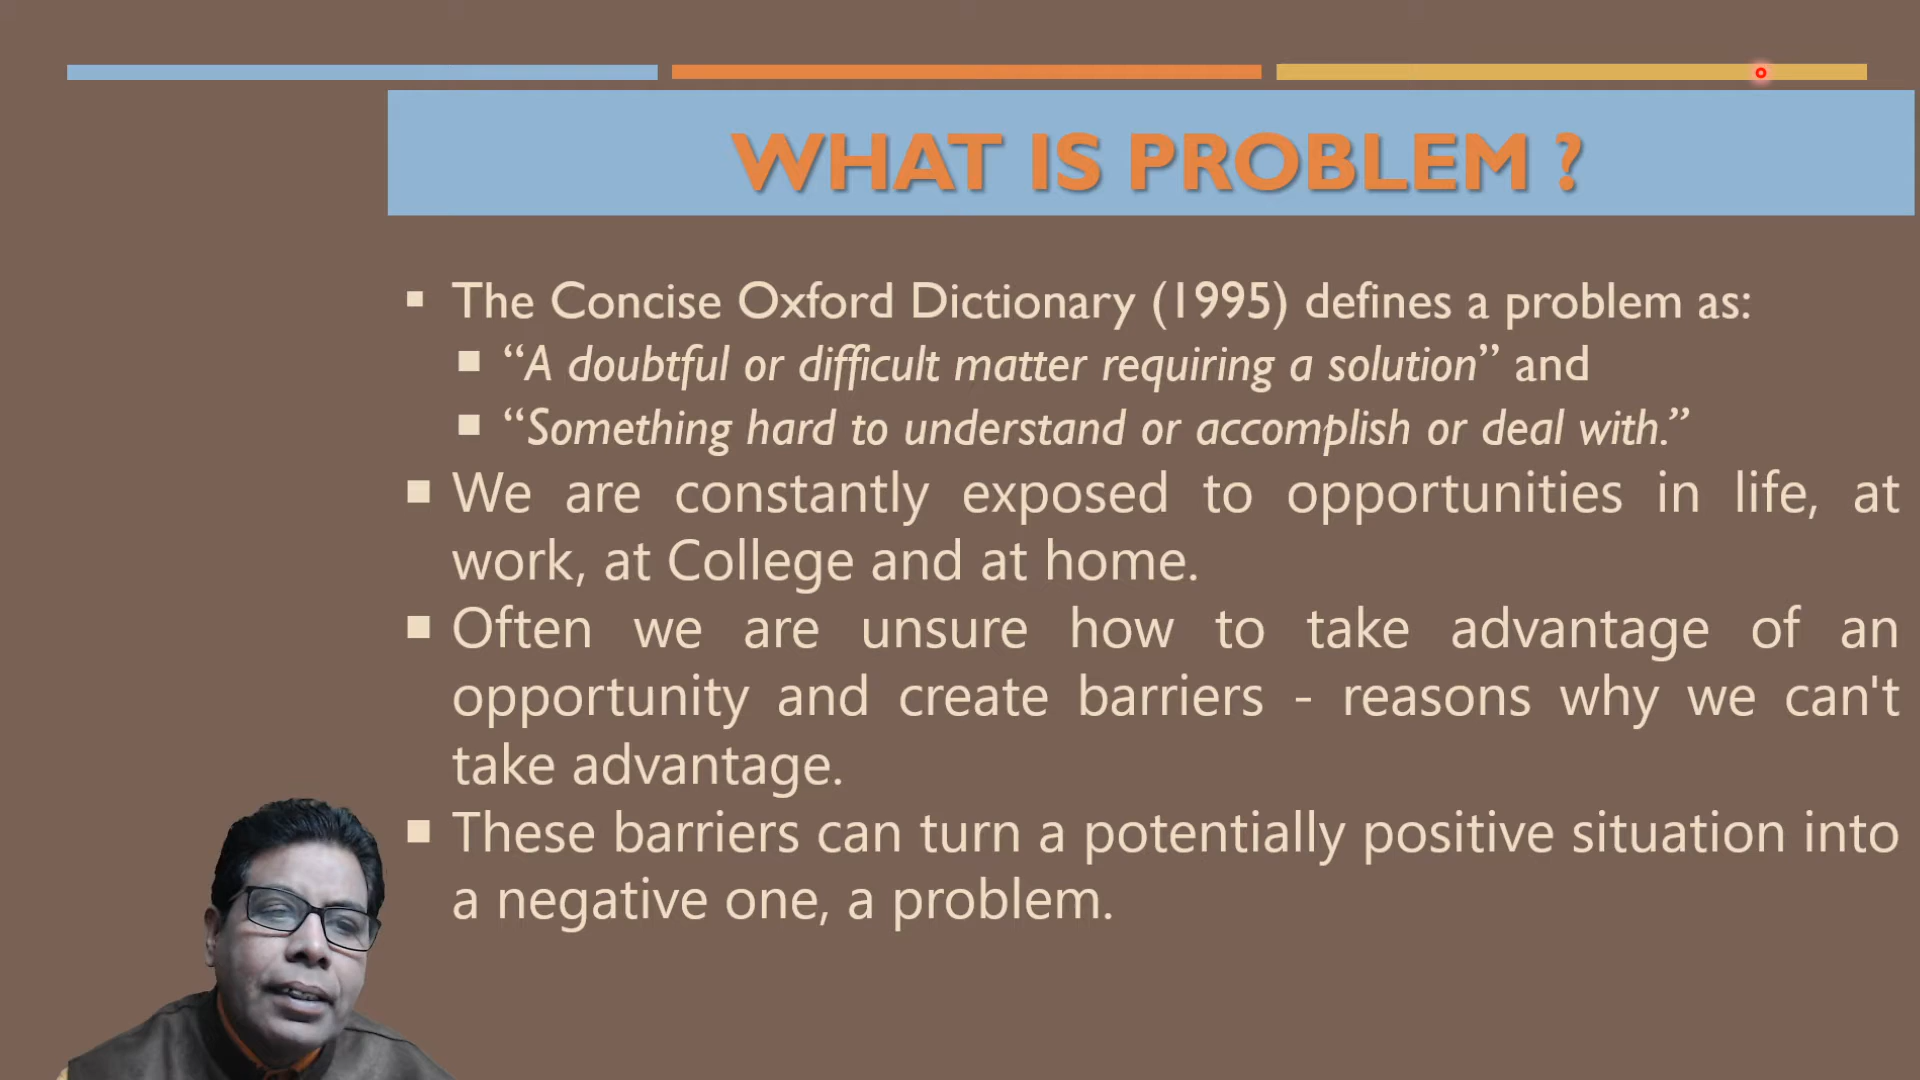 WHAT IS PROBLEM ?
▪ The Concise Oxford Dictionary (1995) defines a problem as:
▪ “A doubtful or difficult matter requiring a solution” and
▪ “Something hard to understand or accomplish or deal with.”
▪ We are constantly exposed to opportunities in life, at
work, at College and at home.
▪ Often we are unsure how to take advantage of an
opportunity and create barriers - reasons why we can't
take advantage.
▪ These barriers can turn a potentially positive situation into
a negative one, a problem.